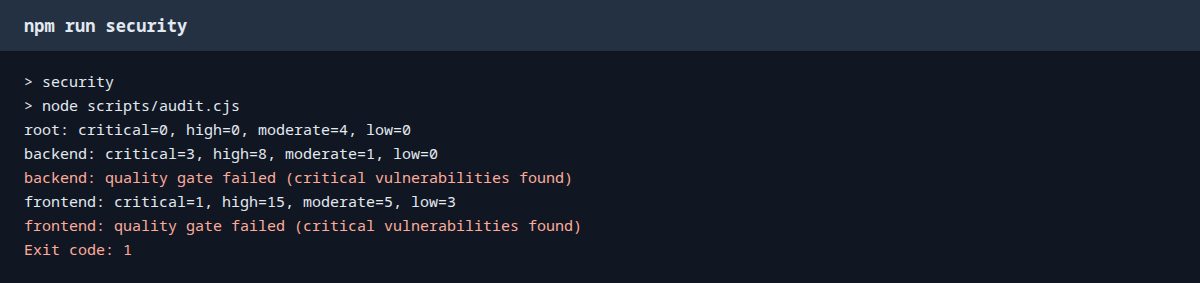 npm run security
> security
> node scripts/audit.cjs
root: critical=0, high=0, moderate=4, low=0
backend: critical=3, high=8, moderate=1, low=0
backend: quality gate failed (critical vulnerabilities found)
frontend: critical=1, high=15, moderate=5, low=3
frontend: quality gate failed (critical vulnerabilities found)
Exit code: 1